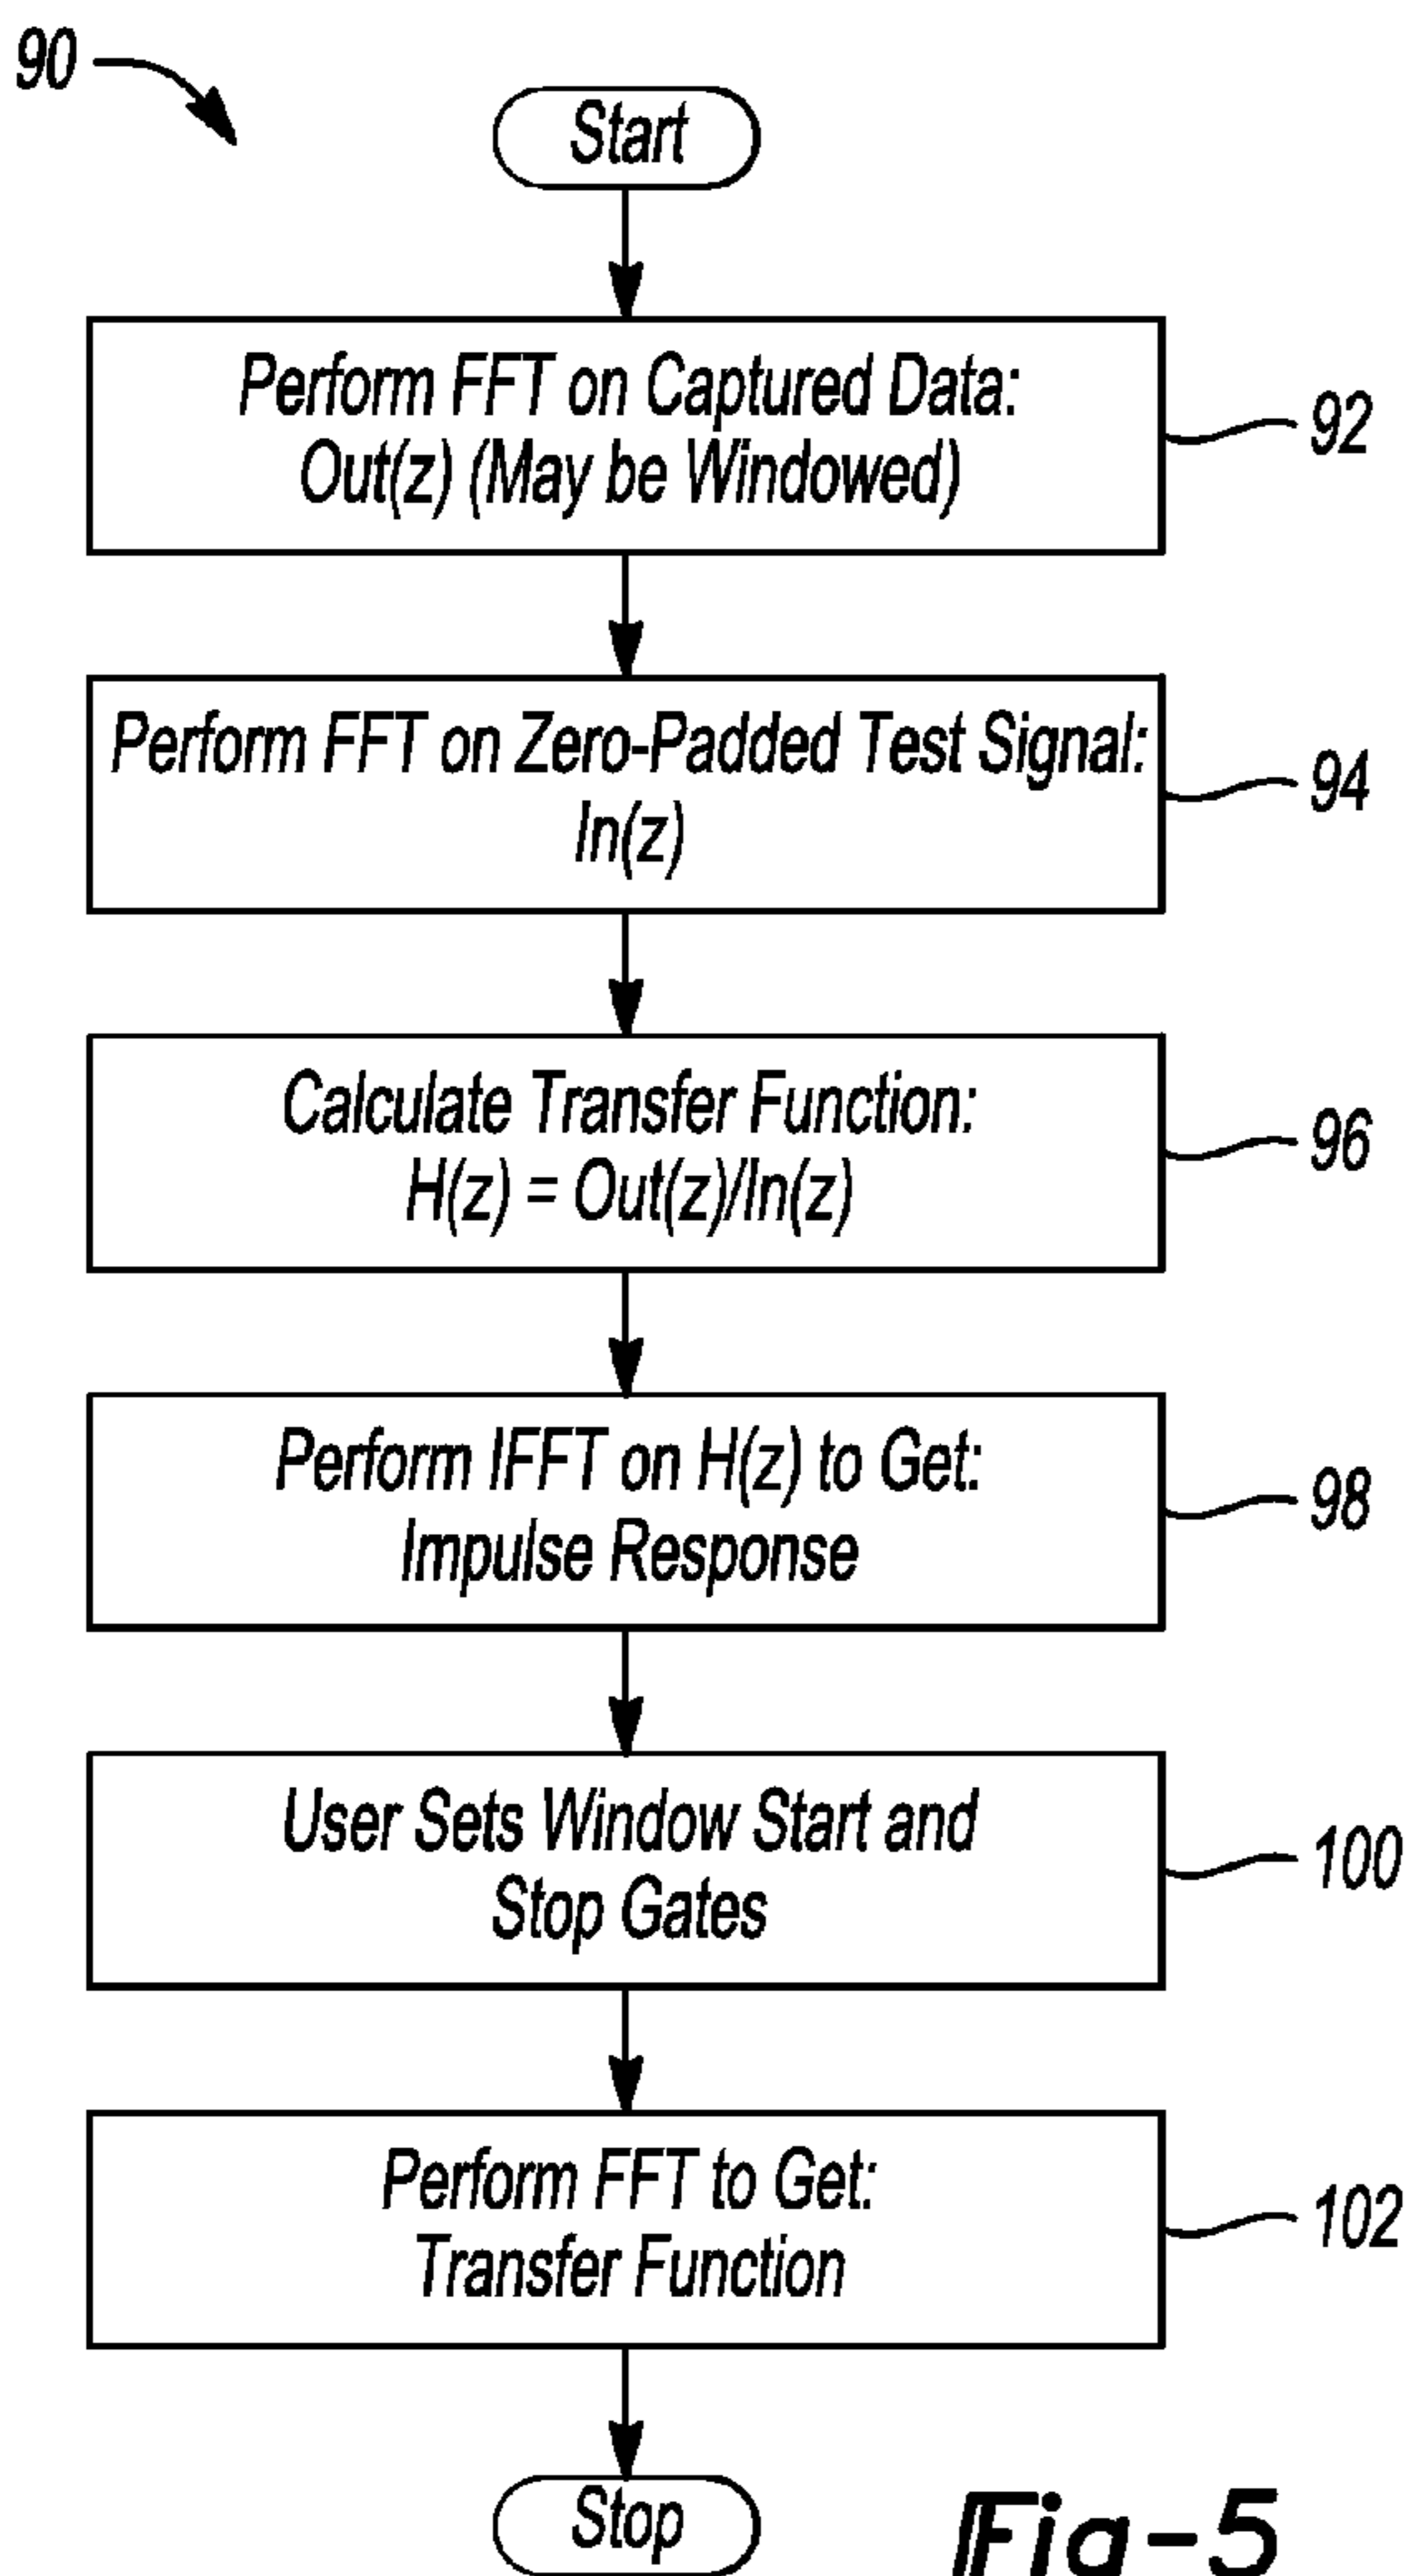 90
Start
Perform FFT on Captured Data:
Out(z) (May be Windowed)
92
Perform FFT on Zero-Padded Test Signal:
In(z)
94
Calculate Transfer Function:
H(z) = Out(z)/In(z)
96
Perform IFFT on H(z) to Get:
Impulse Response
98
User Sets Window Start and
Stop Gates
100
Perform FFT to Get:
Transfer Function
102
Stop
Fig-5